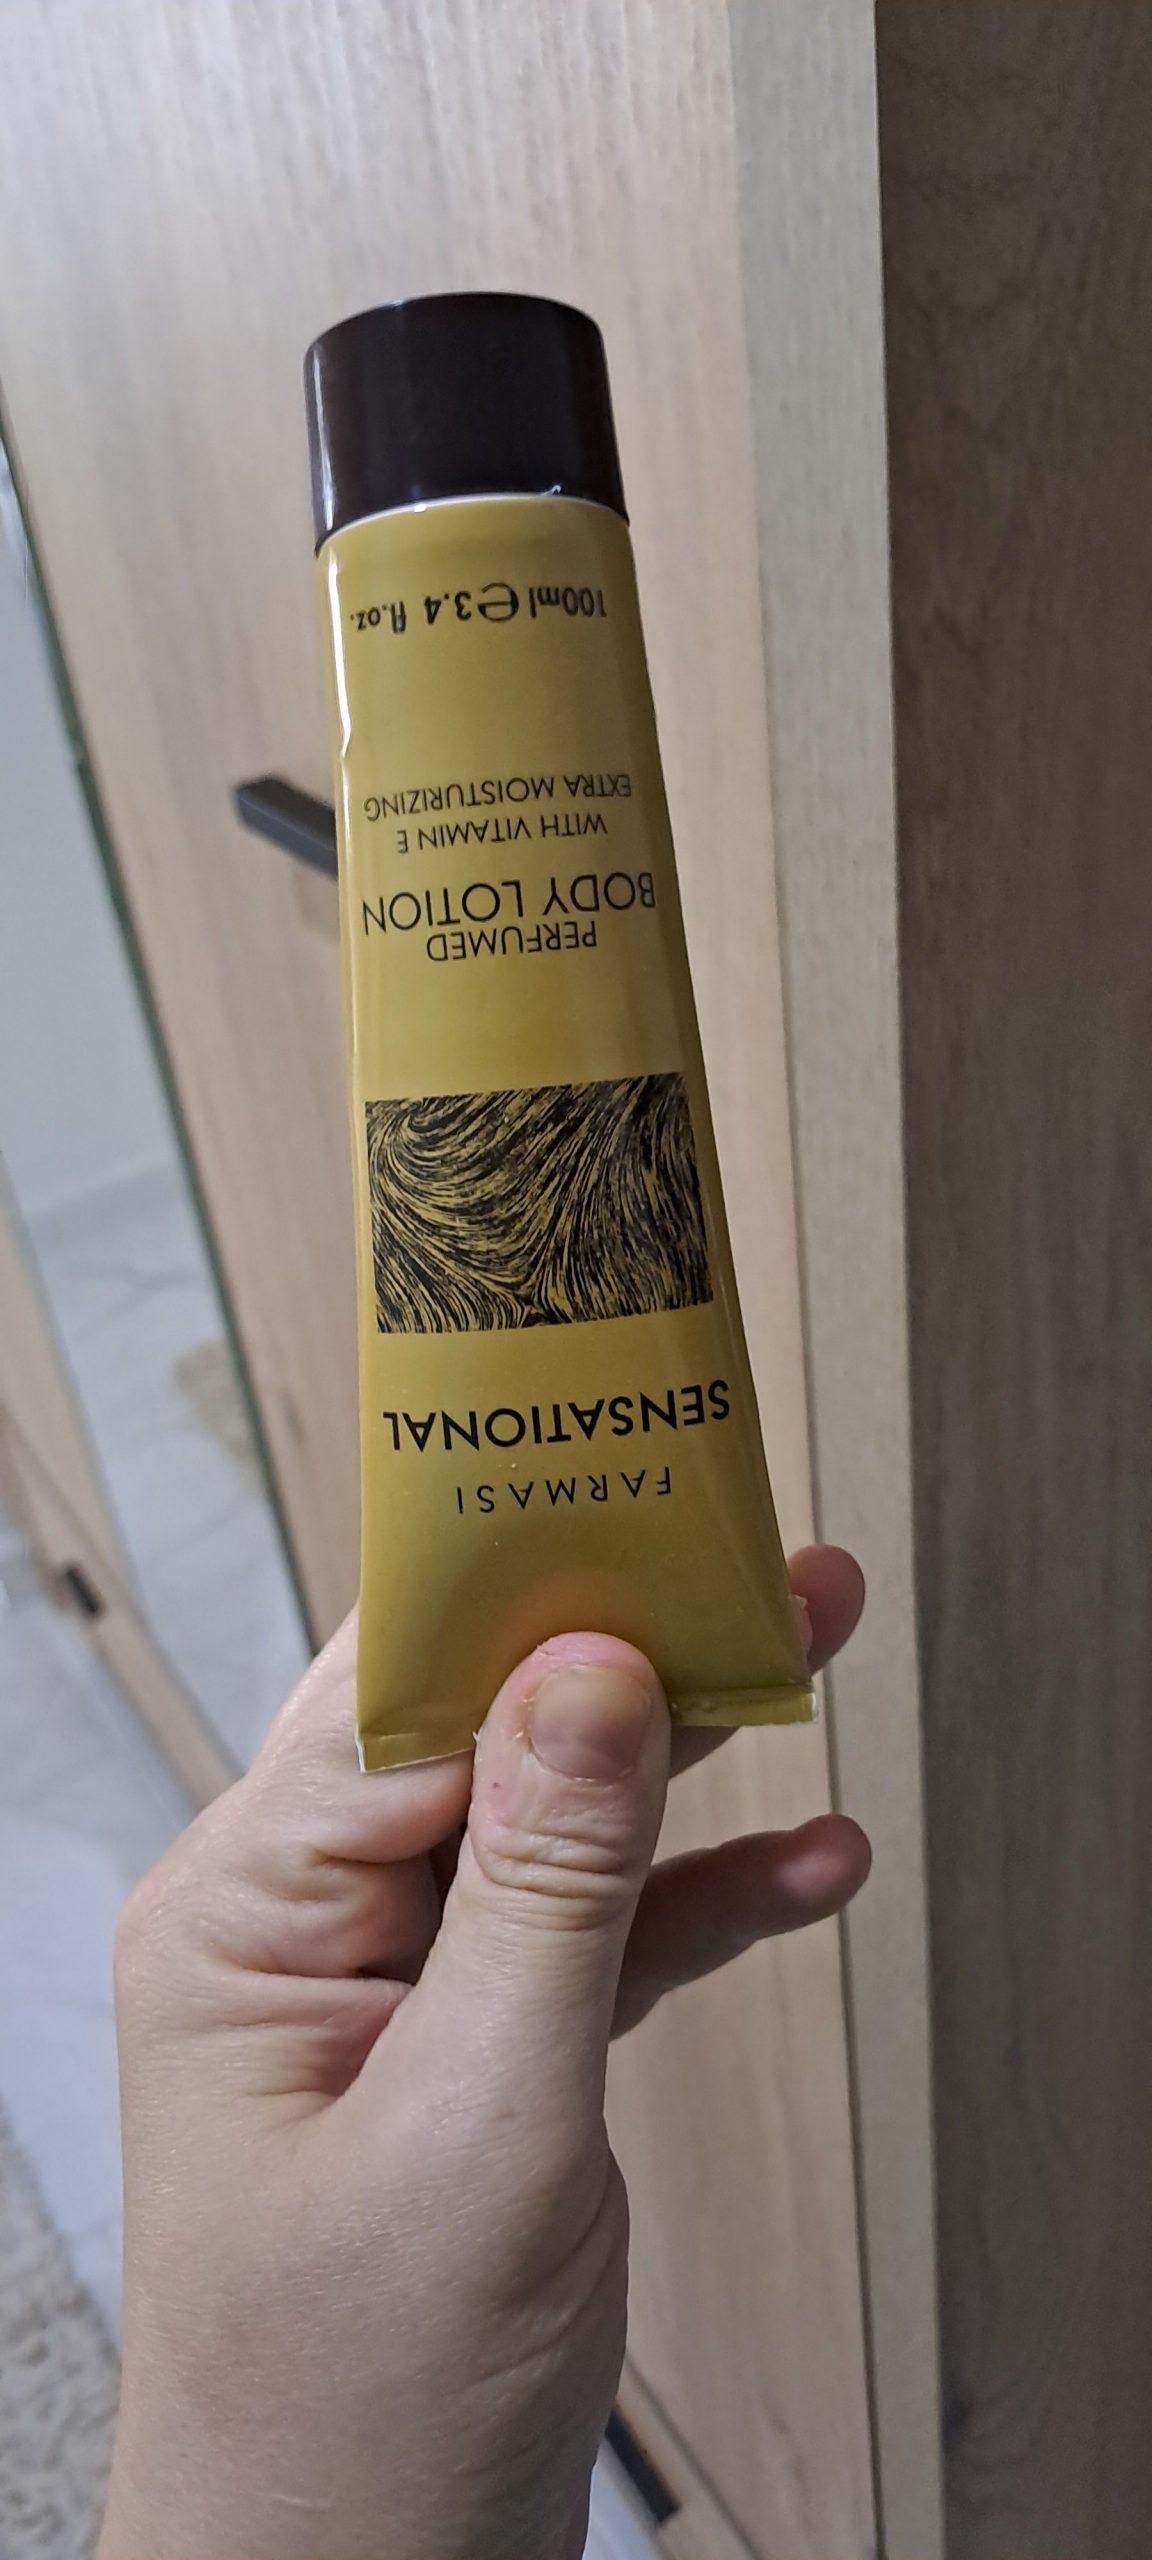 FARMASI
SENSATIONAL
PERFUMED
BODY LOTION
WITH VITAMIN E
EXTRA MOISTURIZING
100ml ℮ 3.4 fl.oz.